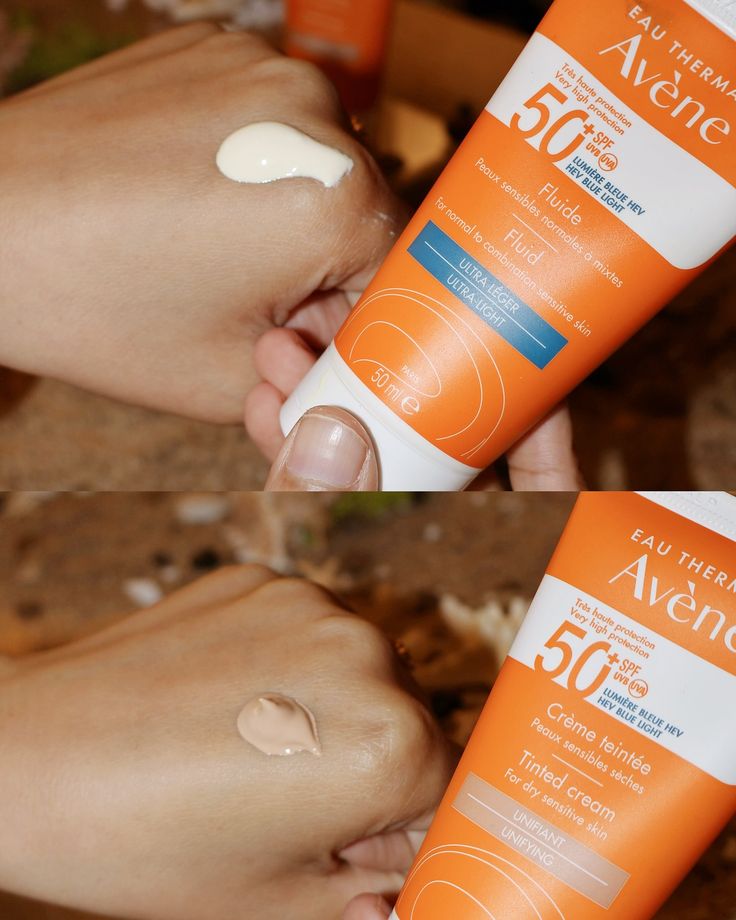 EAU THERMA
Avène
Très haute protection
Very high protection
50+ SPF
UVB UVA
LUMIÈRE BLEUE HEV
HEV BLUE LIGHT
Fluide
Peaux sensibles normales à mixtes
Fluid
For normal to combination sensitive skin
ULTRA-LÉGER
ULTRA-LIGHT
PARIS
50 ml e
EAU THERM
Avène
Très haute protection
Very high protection
50+ SPF
UVB UVA
LUMIÈRE BLEUE HEV
HEV BLUE LIGHT
Crème teintée
Peaux sensibles sèches
Tinted cream
For dry sensitive skin
UNIFIANT
UNIFYING